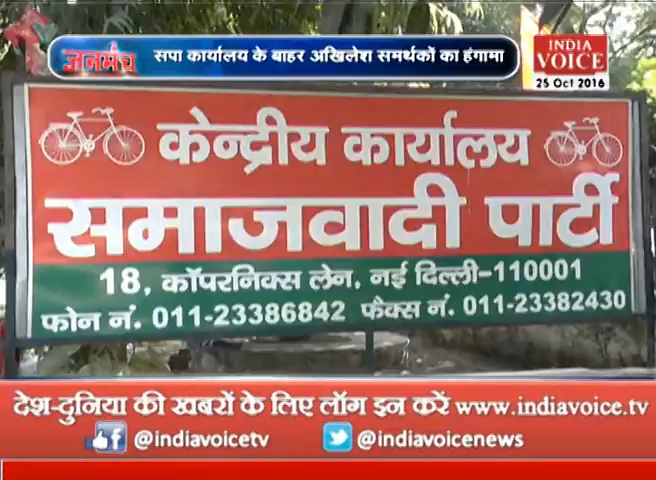 जनमंच
सपा कार्यालय के बाहर अखिलेश समर्थकों का हंगामा
INDIA
VOICE
25 Oct 2016
केन्द्रीय कार्यालय
समाजवादी पार्टी
18, कॉपरनिक्स लेन, नई दिल्ली-110001
फोन नं. 011-23386842 फैक्स नं. 011-23382430
देश-दुनिया की खबरों के लिए लॉग इन करें www.indiavoice.tv
@indiavoicetv @indiavoicenews